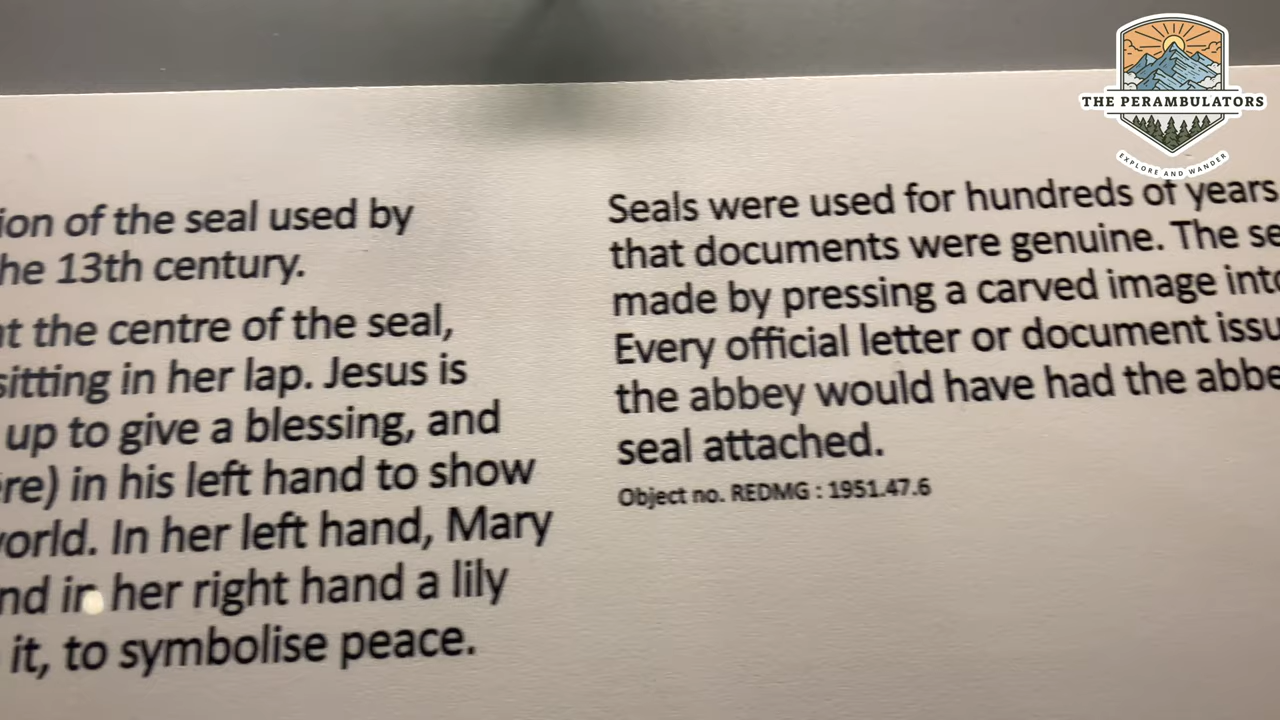 ion of the seal used by
he 13th century.
at the centre of the seal,
sitting in her lap. Jesus is
up to give a blessing, and
re) in his left hand to show
world. In her left hand, Mary
nd in her right hand a lily
it, to symbolise peace.
Seals were used for hundreds of years
that documents were genuine. The se
made by pressing a carved image into
Every official letter or document issu
the abbey would have had the abbe
seal attached.
Object no. REDMG : 1951.47.6
THE PERAMBULATORS
EXPLORE AND WANDER